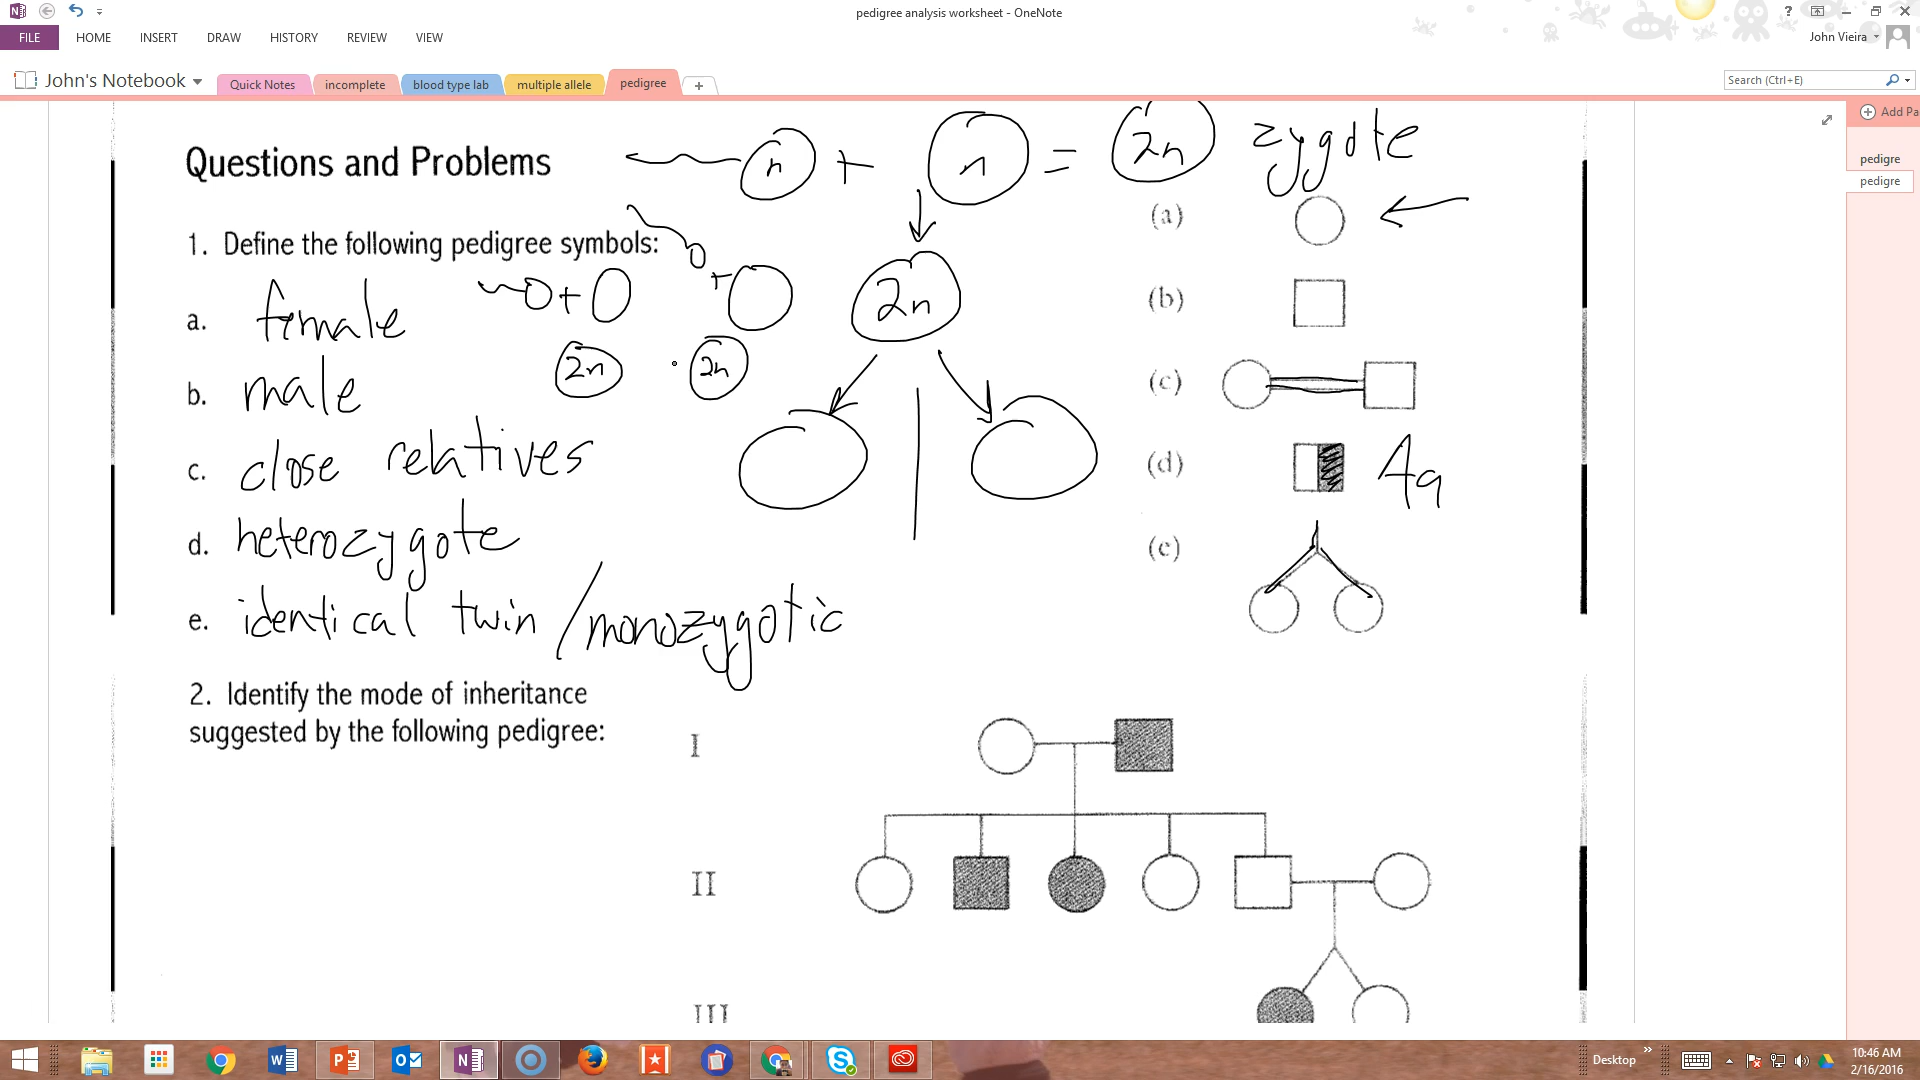 pedigree analysis worksheet - OneNote
FILE HOME INSERT DRAW HISTORY REVIEW VIEW
John Vieira
John's Notebook Quick Notes incomplete blood type lab multiple allele pedigree
Search (Ctrl+E)
Add Pa
pedigre
pedigre
n + n = 2n zygote
Questions and Problems
1. Define the following pedigree symbols:
+
+
2n
2n 2n
a. female
b. male
c. close relatives
d. heterozygote
e. identical twin / monozygotic
(a)
(b)
(c)
(d) Aa
(e)
2. Identify the mode of inheritance
suggested by the following pedigree:
I
II
III
Desktop
10:46 AM
2/16/2016